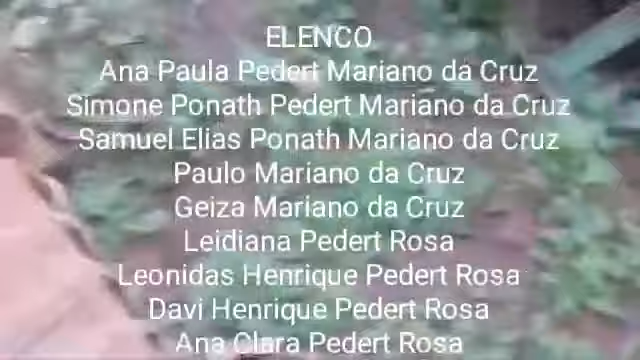 ELENCO
Ana Paula Pedert Mariano da Cruz
Simone Ponath Pedert Mariano da Cruz
Samuel Elias Ponath Mariano da Cruz
Paulo Mariano da Cruz
Geiza Mariano da Cruz
Leidiana Pedert Rosa
Leonidas Henrique Pedert Rosa
Davi Henrique Pedert Rosa
Ana Clara Pedert Rosa